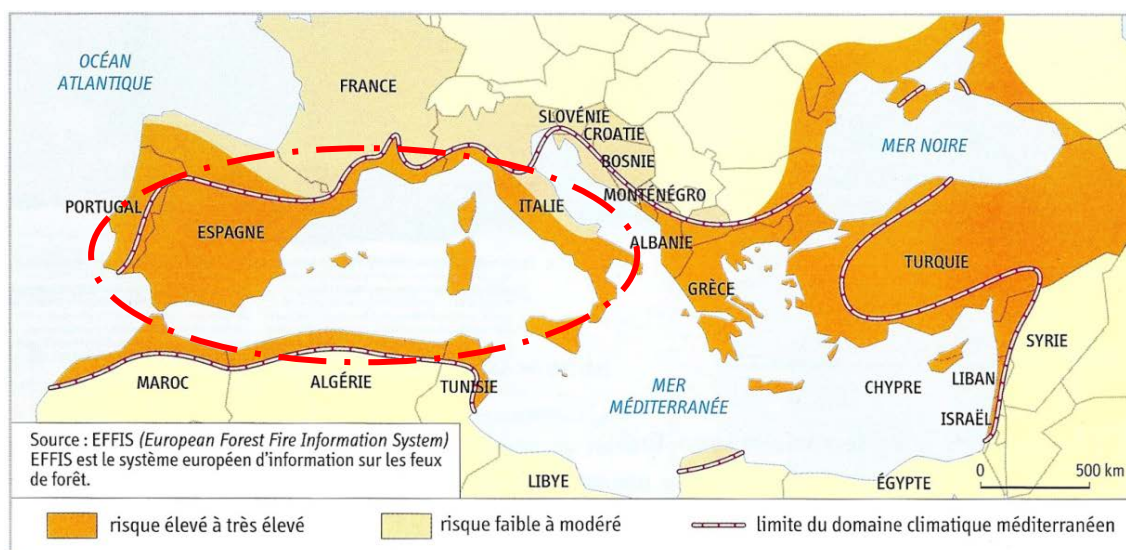 OCÉAN
ATLANTIQUE
FRANCE
SLOVÉNIE
CROATIE
BOSNIE
MONTÉNÉGRO
MER NOIRE
PORTUGAL
ESPAGNE
ITALIE
ALBANIE
GRÈCE
TURQUIE
SYRIE
MAROC
ALGÉRIE
TUNISIE
MER
MÉDITERRANÉE
CHYPRE
LIBAN
ISRAËL
Source : EFFIS (European Forest Fire Information System)
EFFIS est le système européen d'information sur les feux
de forêt.
LIBYE
ÉGYPTE
0 500 km
risque élevé à très élevé
risque faible à modéré
limite du domaine climatique méditerranéen